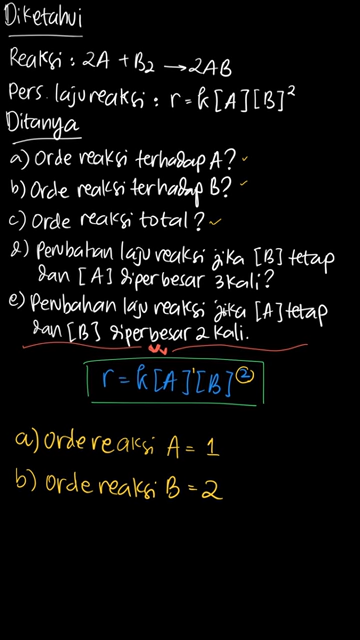 Diketahui
Reaksi : 2A + B₂ → 2AB
Pers. laju reaksi : r = k [A] [B]²
Ditanya
a) Orde reaksi terhadap A? ✓
b) Orde reaksi terhadap B? ✓
c) Orde reaksi total? ✓
d) Perubahan laju reaksi jika [B] tetap
dan [A] diperbesar 3 kali?
e) Perubahan laju reaksi jika [A] tetap
dan [B] diperbesar 2 kali.
r = k [A]¹ [B]²
a) Orde reaksi A = 1
b) Orde reaksi B = 2